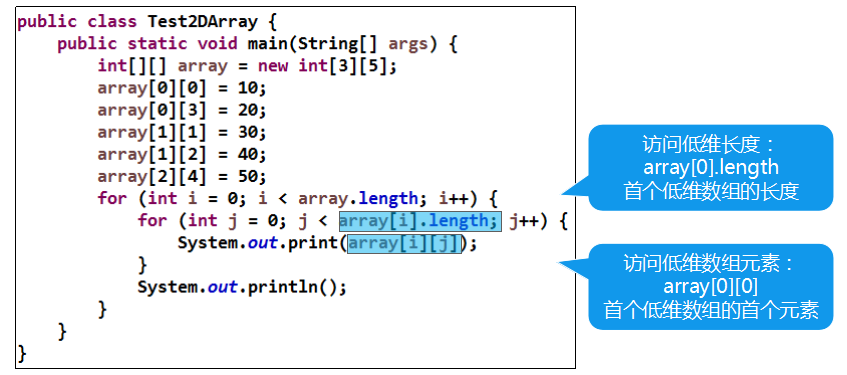 public class Test2DArray {
    public static void main(String[] args) {
        int[][] array = new int[3][5];
        array[0][0] = 10;
        array[0][3] = 20;
        array[1][1] = 30;
        array[1][2] = 40;
        array[2][4] = 50;
        for (int i = 0; i < array.length; i++) {
            for (int j = 0; j < array[i].length; j++) {
                System.out.print(array[i][j]);
            }
            System.out.println();
        }
    }
}
访问低维长度：
array[0].length
首个低维数组的长度
访问低维数组元素：
array[0][0]
首个低维数组的首个元素